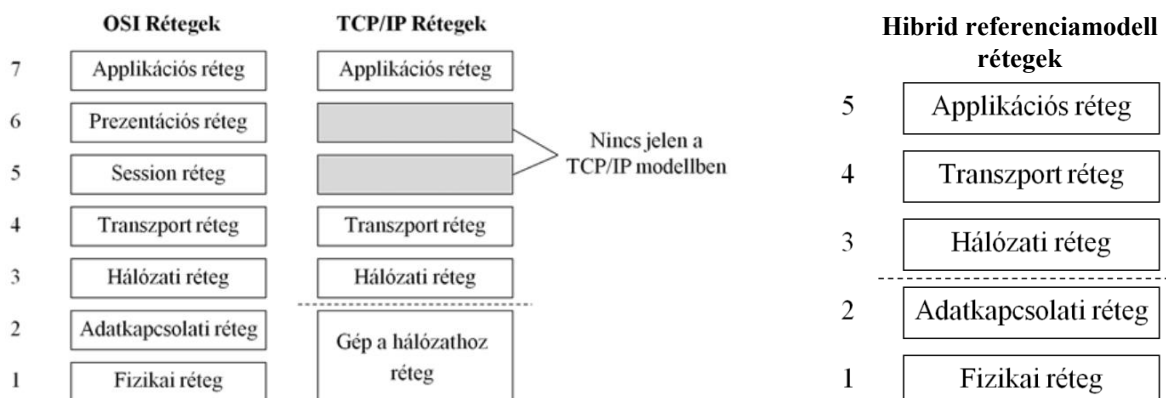 OSI Rétegek
TCP/IP Rétegek
7
Applikációs réteg
Applikációs réteg
6
Prezentációs réteg
5
Session réteg
Nincs jelen a
TCP/IP modellben
4
Transzport réteg
Transzport réteg
3
Hálózati réteg
Hálózati réteg
2
Adatkapcsolati réteg
1
Fizikai réteg
Gép a hálózathoz
réteg
Hibrid referenciamodell
rétegek
5
Applikációs réteg
4
Transzport réteg
3
Hálózati réteg
2
Adatkapcsolati réteg
1
Fizikai réteg